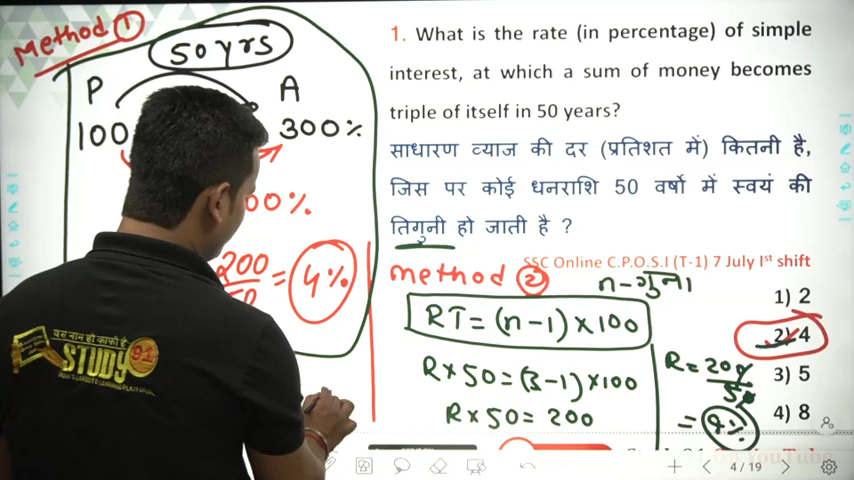 Method ①
50 yrs
P A
100 300%
00%
200
= 4%
1. What is the rate (in percentage) of simple
interest, at which a sum of money becomes
triple of itself in 50 years?
साधारण व्याज की दर (प्रतिशत में) कितनी है,
जिस पर कोई धनराशि 50 वर्षो में स्वयं की
तिगुनी हो जाती है ?
SSC Online C.P.O.S.I (T-1) 7 July Iˢᵗ shift
method ②
n-गुना
RT = (n-1)×100
R×50 = (3-1)×100
R×50 = 200
R = 200
50
= 4%
1) 2
2) 4
3) 5
4) 8
बस नाम ही काफी है
STUDY 91
4/19